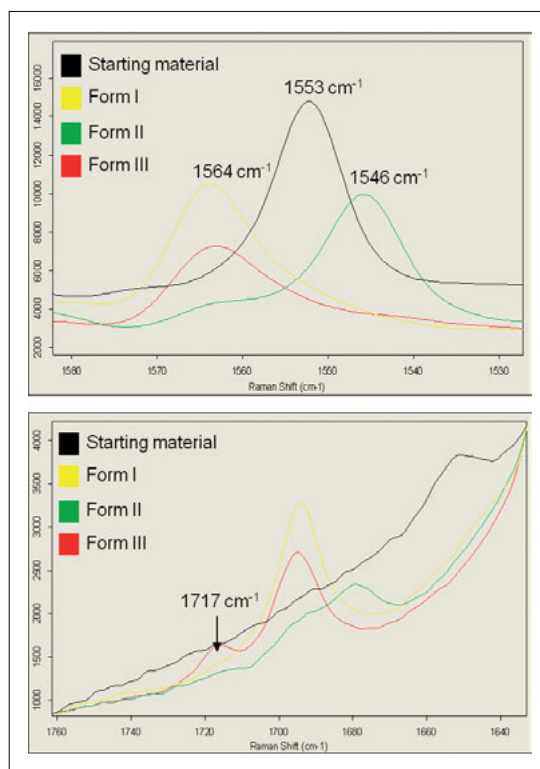 Starting material
Form I
Form II
Form III
1553 cm-1
1564 cm-1
1546 cm-1
16000
14000
12000
10000
8000
6000
4000
2000
1580 1570 1560 1550 1540 1530
Raman Shift (cm-1)
Starting material
Form I
Form II
Form III
1717 cm-1
4000
3500
3000
2500
2000
1500
1000
1760 1740 1720 1700 1680 1660 1640
Raman Shift (cm-1)